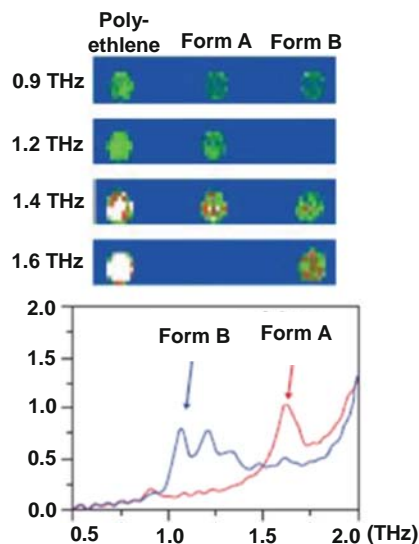 Poly-
ethlene Form A Form B
0.9 THz
1.2 THz
1.4 THz
1.6 THz
2.0
Form B Form A
1.5
1.0
0.5
0.0
0.5 1.0 1.5 2.0 (THz)